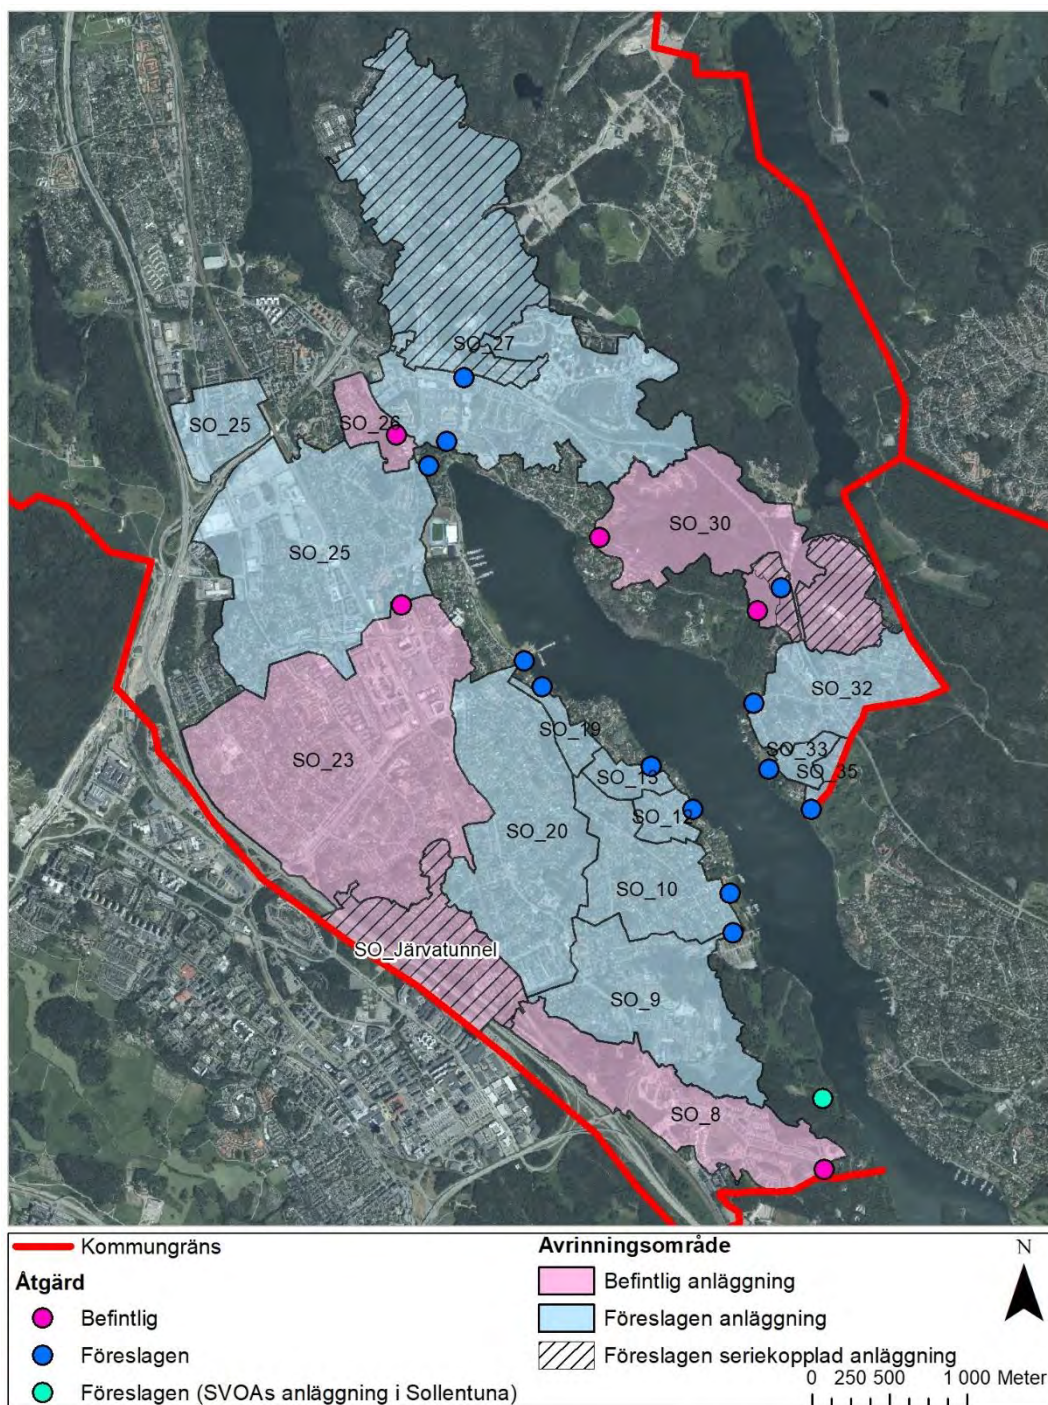 SO_27
SO_25
SO_26
SO_30
SO_25
SO_32
SO_19
SO_33
SO_23
SO_13
SO_35
SO_12
SO_20
SO_10
SO_Järvatunnel
SO_9
SO_8
Kommungräns
Åtgärd
Befintlig
Föreslagen
Föreslagen (SVOAs anläggning i Sollentuna)
Avrinningsområde
Befintlig anläggning
Föreslagen anläggning
Föreslagen seriekopplad anläggning
N
0 250 500 1 000 Meter